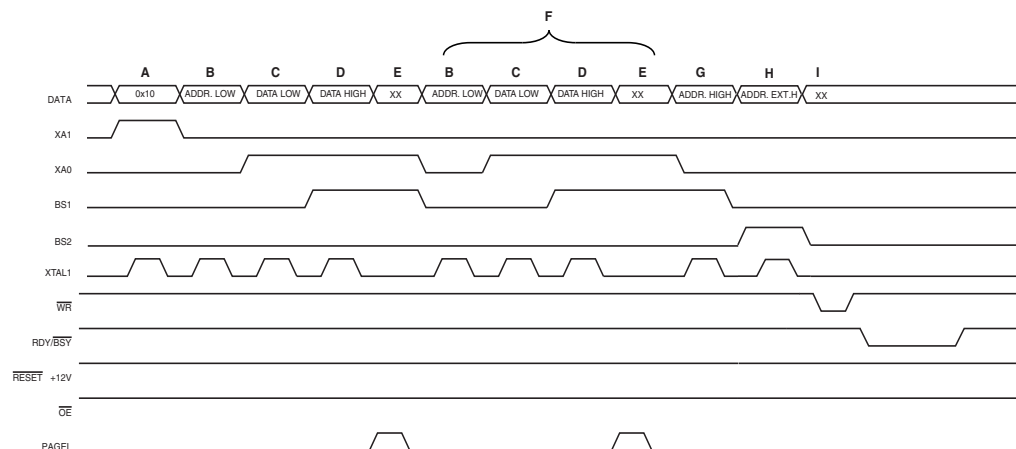 F
A B C D E B C D E G H I
DATA 0x10 ADDR. LOW DATA LOW DATA HIGH XX ADDR. LOW DATA LOW DATA HIGH XX ADDR. HIGH ADDR. EXT.H XX
XA1
XA0
BS1
BS2
XTAL1
WR
RDY/BSY
RESET +12V
OE
PAGEL